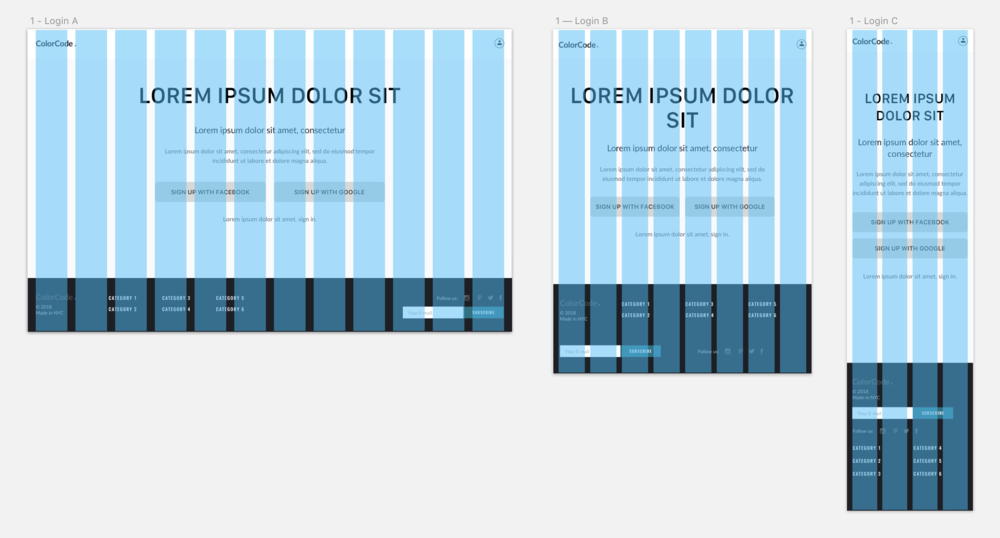 1 - Login A
ColorCode.
LOREM IPSUM DOLOR SIT
Lorem ipsum dolor sit amet, consectetur
Lorem ipsum dolor sit amet, consectetur adipiscing elit, sed do eiusmod tempor
incididunt ut labore et dolore magna aliqua.
SIGN UP WITH FACEBOOK SIGN UP WITH GOOGLE
Lorem ipsum dolor sit amet, sign in.
ColorCode.
© 2018
Made in NYC
CATEGORY 1 CATEGORY 3 CATEGORY 5
CATEGORY 2 CATEGORY 4 CATEGORY 6
Follow us:
Your E-mail SUBSCRIBE
1 — Login B
ColorCode.
LOREM IPSUM DOLOR
SIT
Lorem ipsum dolor sit amet, consectetur
Lorem ipsum dolor sit amet, consectetur adipiscing elit, sed do
eiusmod tempor incididunt ut labore et dolore magna aliqua.
SIGN UP WITH FACEBOOK SIGN UP WITH GOOGLE
Lorem ipsum dolor sit amet, sign in.
ColorCode.
© 2018
Made in NYC
CATEGORY 1 CATEGORY 3 CATEGORY 5
CATEGORY 2 CATEGORY 4 CATEGORY 6
Your E-mail SUBSCRIBE
Follow us:
1 - Login C
ColorCode.
LOREM IPSUM
DOLOR SIT
Lorem ipsum dolor sit amet,
consectetur
Lorem ipsum dolor sit amet, consectetur
adipiscing elit, sed do eiusmod tempor
incididunt ut labore et dolore magna aliqua.
SIGN UP WITH FACEBOOK
SIGN UP WITH GOOGLE
Lorem ipsum dolor sit amet, sign in.
ColorCode.
© 2018
Made in NYC
Your E-mail SUBSCRIBE
Follow us:
CATEGORY 1 CATEGORY 4
CATEGORY 2 CATEGORY 5
CATEGORY 3 CATEGORY 6